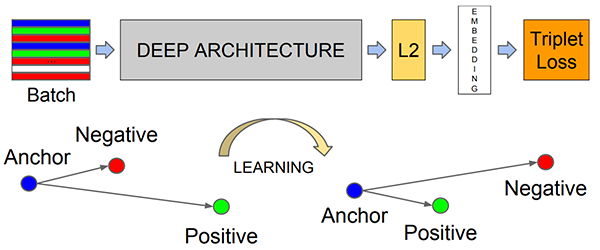 DEEP ARCHITECTURE
L2
EMBEDDING
Triplet
Loss
Batch
Negative
Anchor
Positive
LEARNING
Negative
Anchor
Positive